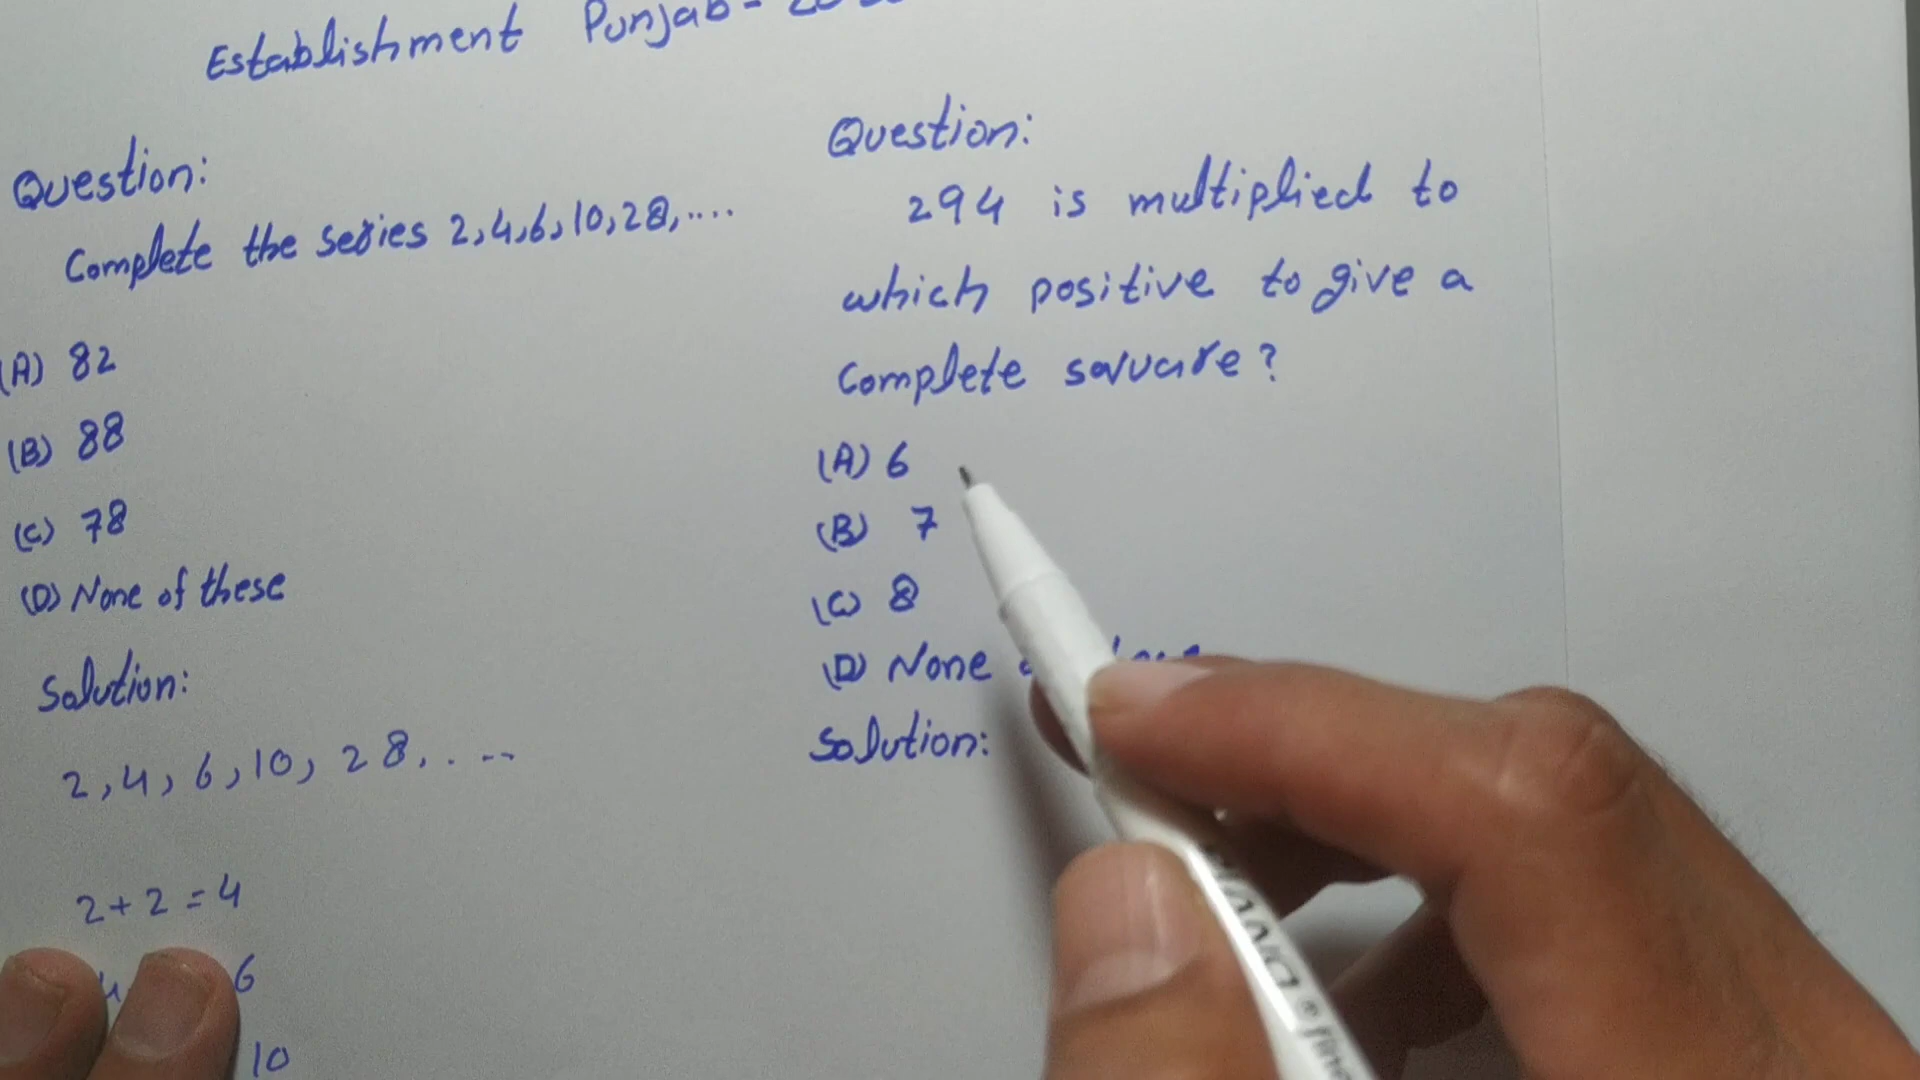 Establishment Punjab-
Question:
Complete the series 2,4,6,10,28,....
(A) 82
(B) 88
(C) 78
(D) None of these
Solution:
2,4,6,10,28,....
2+2=4
6
10
Question:
294 is multiplied to
which positive to give a
Complete square?
(A) 6
(B) 7
(C) 8
(D) None
Solution: